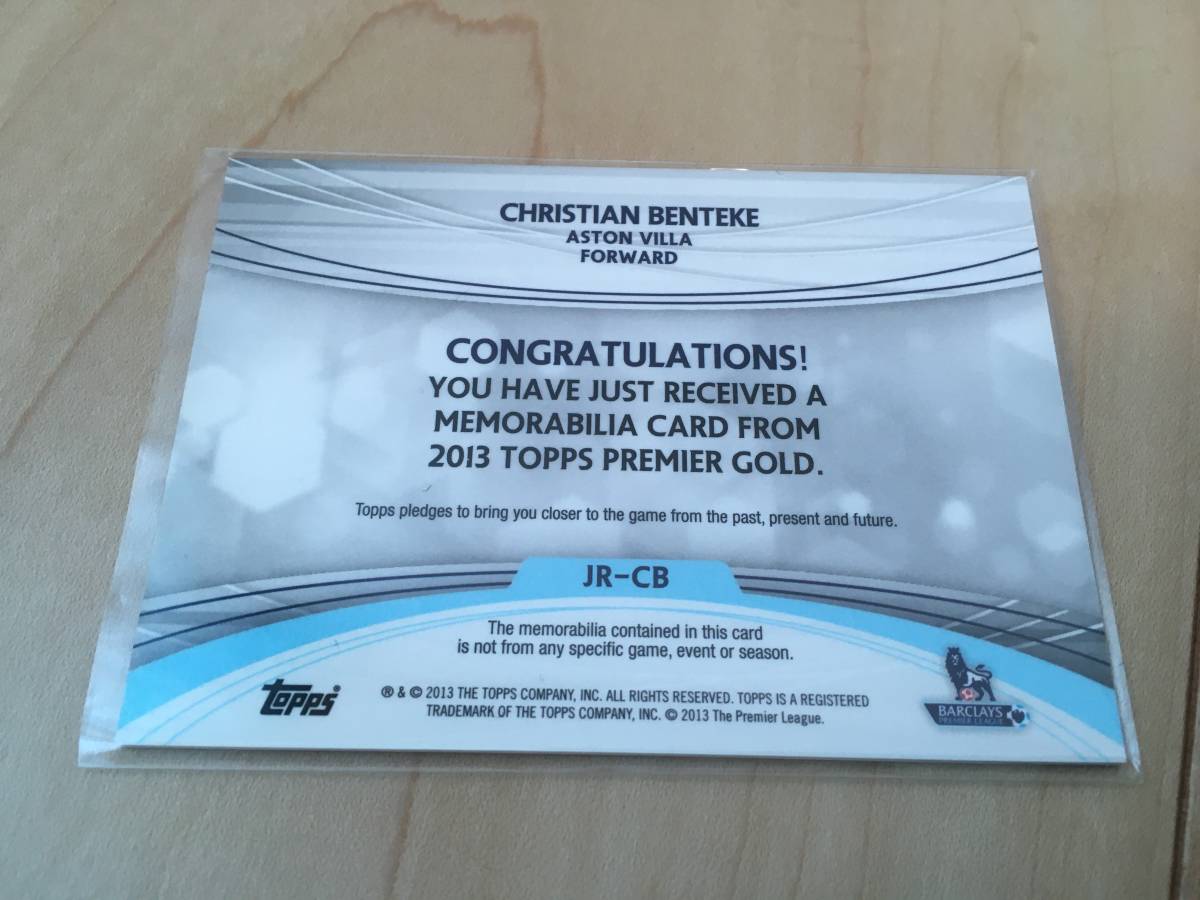 CHRISTIAN BENTEKE
ASTON VILLA
FORWARD
CONGRATULATIONS!
YOU HAVE JUST RECEIVED A
MEMORABILIA CARD FROM
2013 TOPPS PREMIER GOLD.
Topps pledges to bring you closer to the game from the past, present and future.
JR-CB
The memorabilia contained in this card
is not from any specific game, event or season.
topps
® & © 2013 THE TOPPS COMPANY, INC. ALL RIGHTS RESERVED. TOPPS IS A REGISTERED
TRADEMARK OF THE TOPPS COMPANY, INC. © 2013 The Premier League.
BARCLAYS
PREMIER LEAGUE